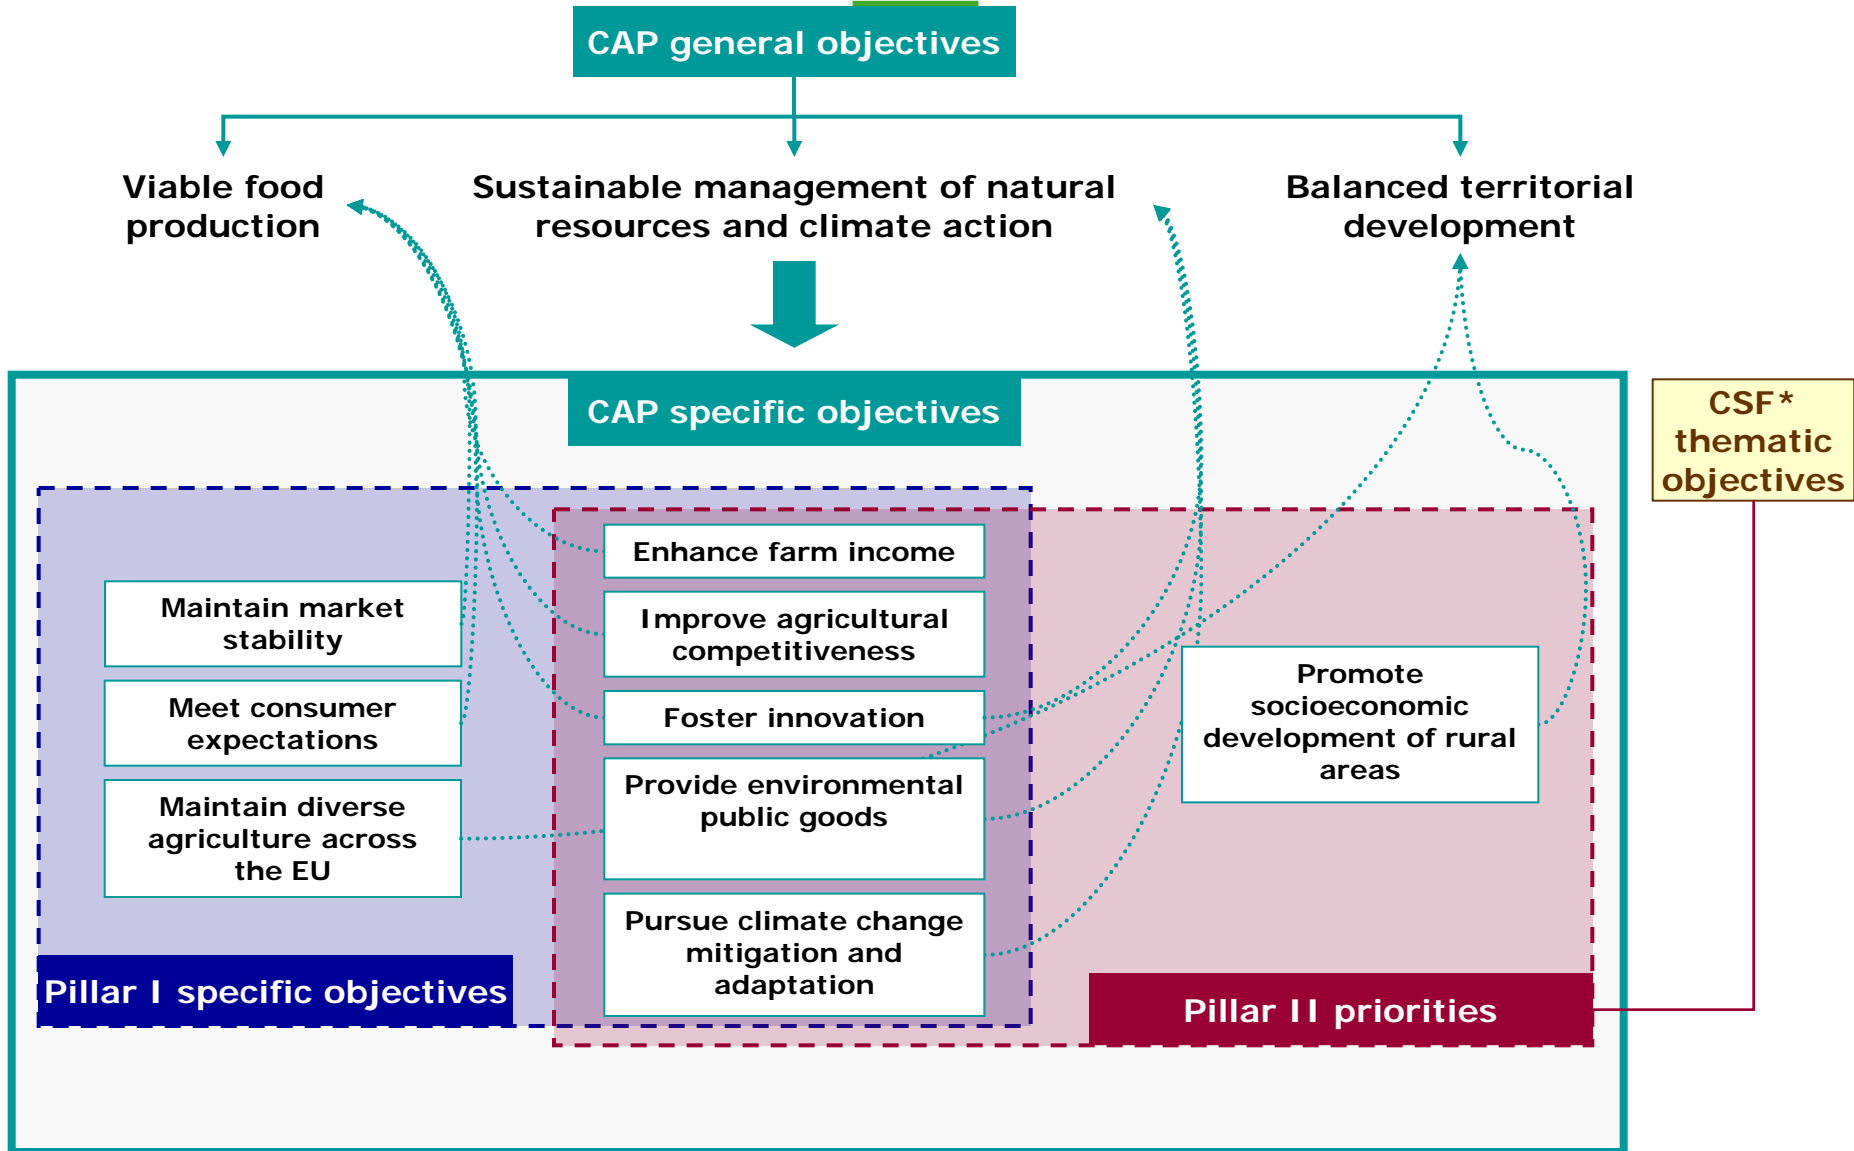 CAP general objectives
Viable food
production
Sustainable management of natural
resources and climate action
Balanced territorial
development
CAP specific objectives
CSF*
thematic
objectives
Maintain market
stability
Meet consumer
expectations
Maintain diverse
agriculture across
the EU
Enhance farm income
Improve agricultural
competitiveness
Foster innovation
Provide environmental
public goods
Pursue climate change
mitigation and
adaptation
Promote
socioeconomic
development of rural
areas
Pillar I specific objectives
Pillar II priorities